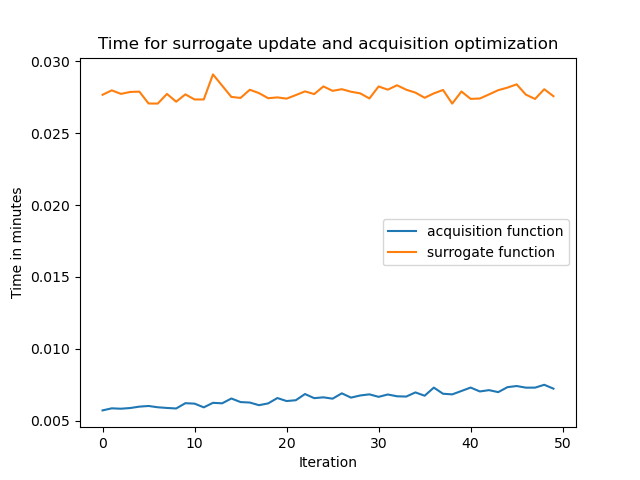 Time for surrogate update and acquisition optimization
0.030
0.025
0.020
0.015
0.010
0.005
Time in minutes
acquisition function
surrogate function
0 10 20 30 40 50
Iteration